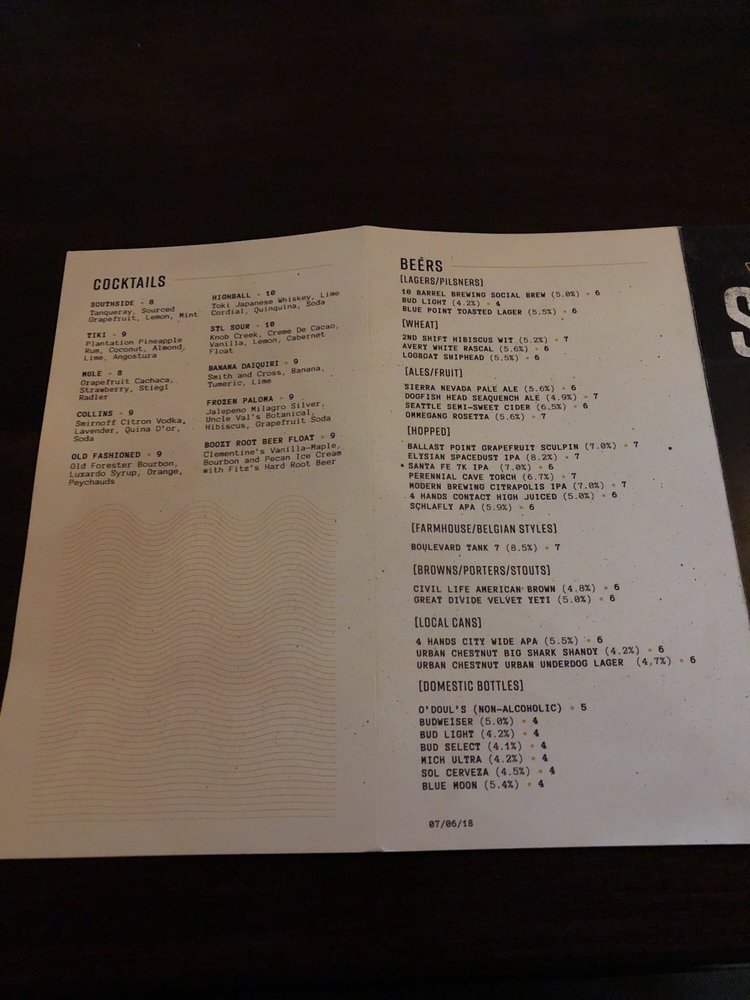 COCKTAILS
SOUTHSIDE • 8
Tanqueray, Sourced
Grapefruit, Lemon, Mint
TIKI • 9
Plantation Pineapple
Rum, Coconut, Almond,
Lime, Angostura
MULE • 8
Grapefruit Cachaca,
Strawberry, Stiegl
Radler
COLLINS • 9
Smirnoff Citron Vodka,
Lavender, Quina D'or,
Soda
OLD FASHIONED • 9
Old Forester Bourbon,
Luxardo Syrup, Orange,
Peychauds
HIGHBALL • 10
Toki Japanese Whiskey, Lime
Cordial, Quinquina, Soda
STL SOUR • 10
Knob Creek, Creme De Cacao,
Vanilla, Lemon, Cabernet
Float
BANANA DAIQUIRI • 9
Smith and Cross, Banana,
Tumeric, Lime
FROZEN PALOMA • 9
Jalepeno Milagro Silver,
Uncle Val's Botanical,
Hibiscus, Grapefruit Soda
BOOZY ROOT BEER FLOAT • 9
Clementine's Vanilla-Maple,
Bourbon and Pecan Ice Cream
with Fitz's Hard Root Beer
BEERS
[LAGERS/PILSNERS]
10 BARREL BREWING SOCIAL BREW (5.0%) • 6
BUD LIGHT (4.2%) • 4
BLUE POINT TOASTED LAGER (5.5%) • 6
[WHEAT]
2ND SHIFT HIBISCUS WIT (5.2%) • 7
AVERY WHITE RASCAL (5.6%) • 6
LOGBOAT SHIPHEAD (5.5%) • 6
[ALES/FRUIT]
SIERRA NEVADA PALE ALE (5.6%) • 6
DOGFISH HEAD SEAQUENCH ALE (4.9%) • 7
SEATTLE SEMI-SWEET CIDER (6.5%) • 6
OMMEGANG ROSETTA (5.6%) • 7
[HOPPED]
BALLAST POINT GRAPEFRUIT SCULPIN (7.0%) • 7
ELYSIAN SPACEDUST IPA (8.2%) • 7
SANTA FE 7K IPA (7.0%) • 6
PERENNIAL CAVE TORCH (6.7%) • 7
MODERN BREWING CITRAPOLIS IPA (7.0%) • 7
4 HANDS CONTACT HIGH JUICED (5.0%) • 6
SCHLAFLY APA (5.9%) • 6
[FARMHOUSE/BELGIAN STYLES]
BOULEVARD TANK 7 (8.5%) • 7
[BROWNS/PORTERS/STOUTS]
CIVIL LIFE AMERICAN BROWN (4.8%) • 6
GREAT DIVIDE VELVET YETI (5.0%) • 6
[LOCAL CANS]
4 HANDS CITY WIDE APA (5.5%) • 6
URBAN CHESTNUT BIG SHARK SHANDY (4.2%) • 6
URBAN CHESTNUT URBAN UNDERDOG LAGER (4,7%) • 6
[DOMESTIC BOTTLES]
O'DOUL'S (NON-ALCOHOLIC) • 5
BUDWEISER (5.0%) • 4
BUD LIGHT (4.2%) • 4
BUD SELECT (4.1%) • 4
MICH ULTRA (4.2%) • 4
SOL CERVEZA (4.5%) • 4
BLUE MOON (5.4%) • 4
07/06/18